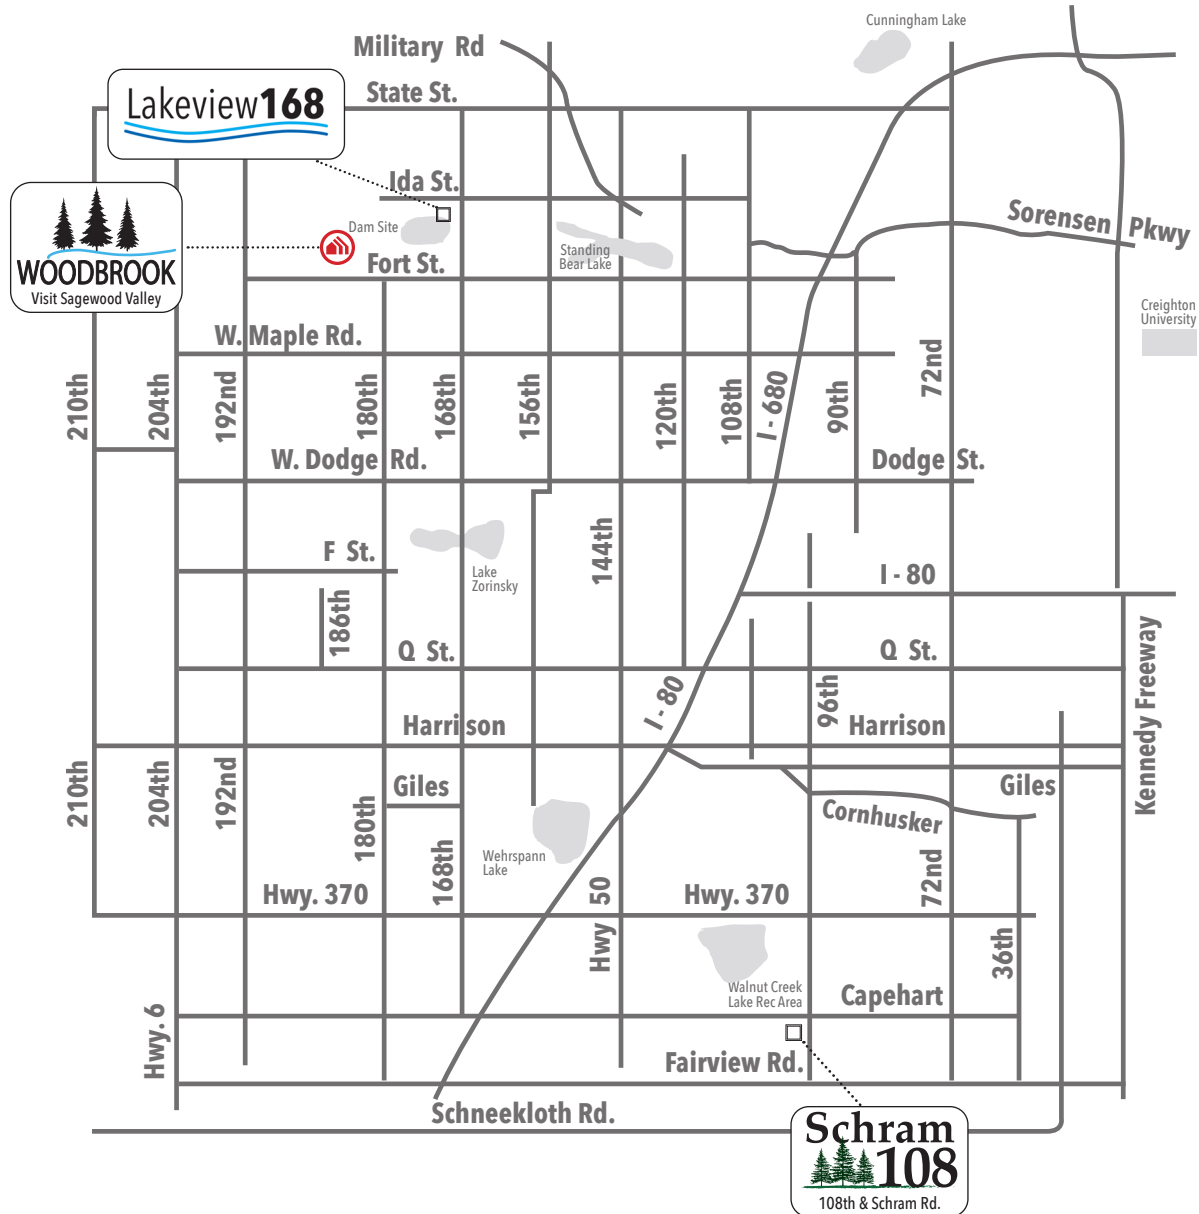 Cunningham Lake
Military Rd
State St.
Lakeview168
Ida St.
Sorensen Pkwy
Dam Site
Standing
Bear Lake
Fort St.
WOODBROOK
Visit Sagewood Valley
Creighton
University
W. Maple Rd.
210th
204th
192nd
180th
168th
156th
120th
108th
I - 680
90th
72nd
W. Dodge Rd.
Dodge St.
F St.
Lake
Zorinsky
144th
I - 80
186th
Q St.
Q St.
Kennedy Freeway
I - 80
96th
Harrison
Harrison
210th
204th
192nd
180th
Giles
Giles
Cornhusker
168th
Wehrspann
Lake
72nd
Hwy. 370
Hwy 50
Hwy. 370
36th
Walnut Creek
Lake Rec Area
Capehart
Hwy. 6
Fairview Rd.
Schneekloth Rd.
Schram
108
108th & Schram Rd.